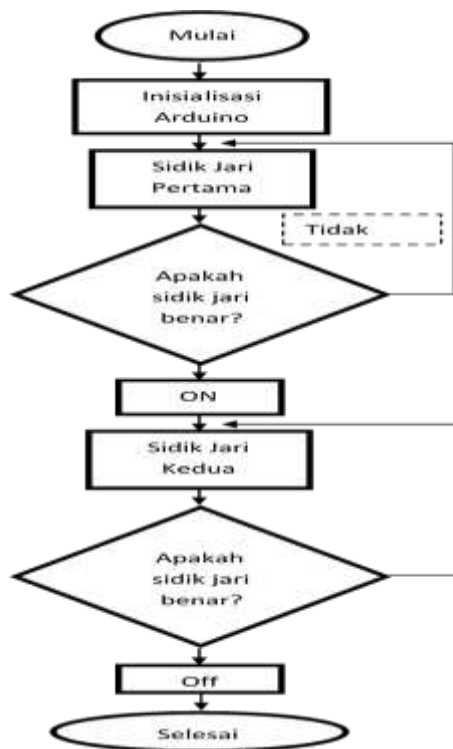 Mulai
Inisialisasi
Arduino
Sidik Jari
Pertama
Tidak
Apakah
sidik jari
benar?
ON
Sidik Jari
Kedua
Apakah
sidik jari
benar?
Off
Selesai